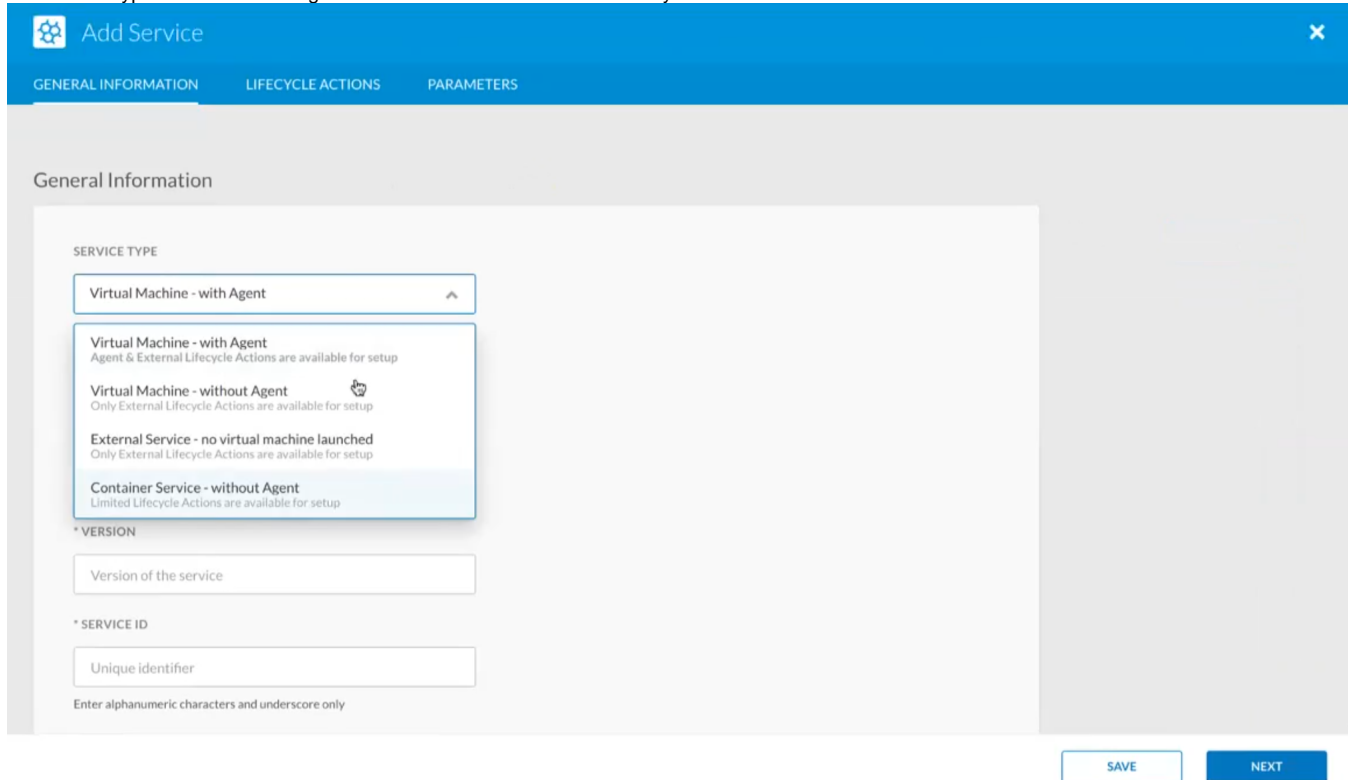 Add Service
GENERAL INFORMATION LIFECYCLE ACTIONS PARAMETERS
General Information
SERVICE TYPE
Virtual Machine - with Agent
Virtual Machine - with Agent
Agent & External Lifecycle Actions are available for setup
Virtual Machine - without Agent
Only External Lifecycle Actions are available for setup
External Service - no virtual machine launched
Only External Lifecycle Actions are available for setup
Container Service - without Agent
Limited Lifecycle Actions are available for setup
* VERSION
Version of the service
* SERVICE ID
Unique identifier
Enter alphanumeric characters and underscore only
SAVE NEXT